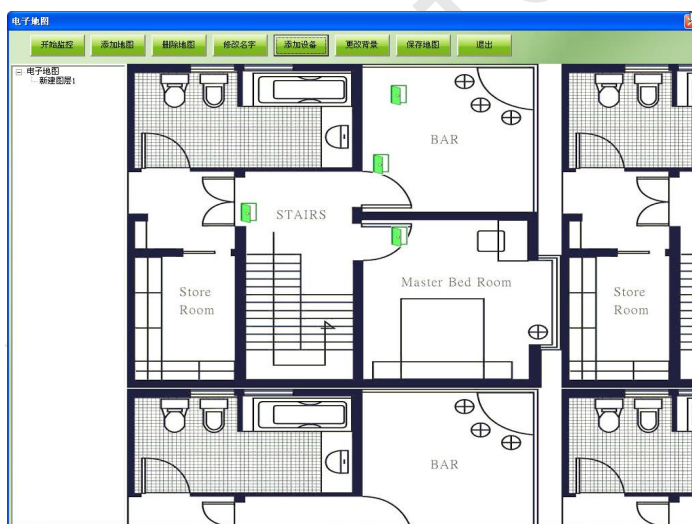 电子地图
开始监控 添加地图 删除地图 修改名字 添加设备 更改背景 保存地图 退出
电子地图
新建图层1
BAR
STAIRS
Master Bed Room
Store
Room
Store
Room
BAR